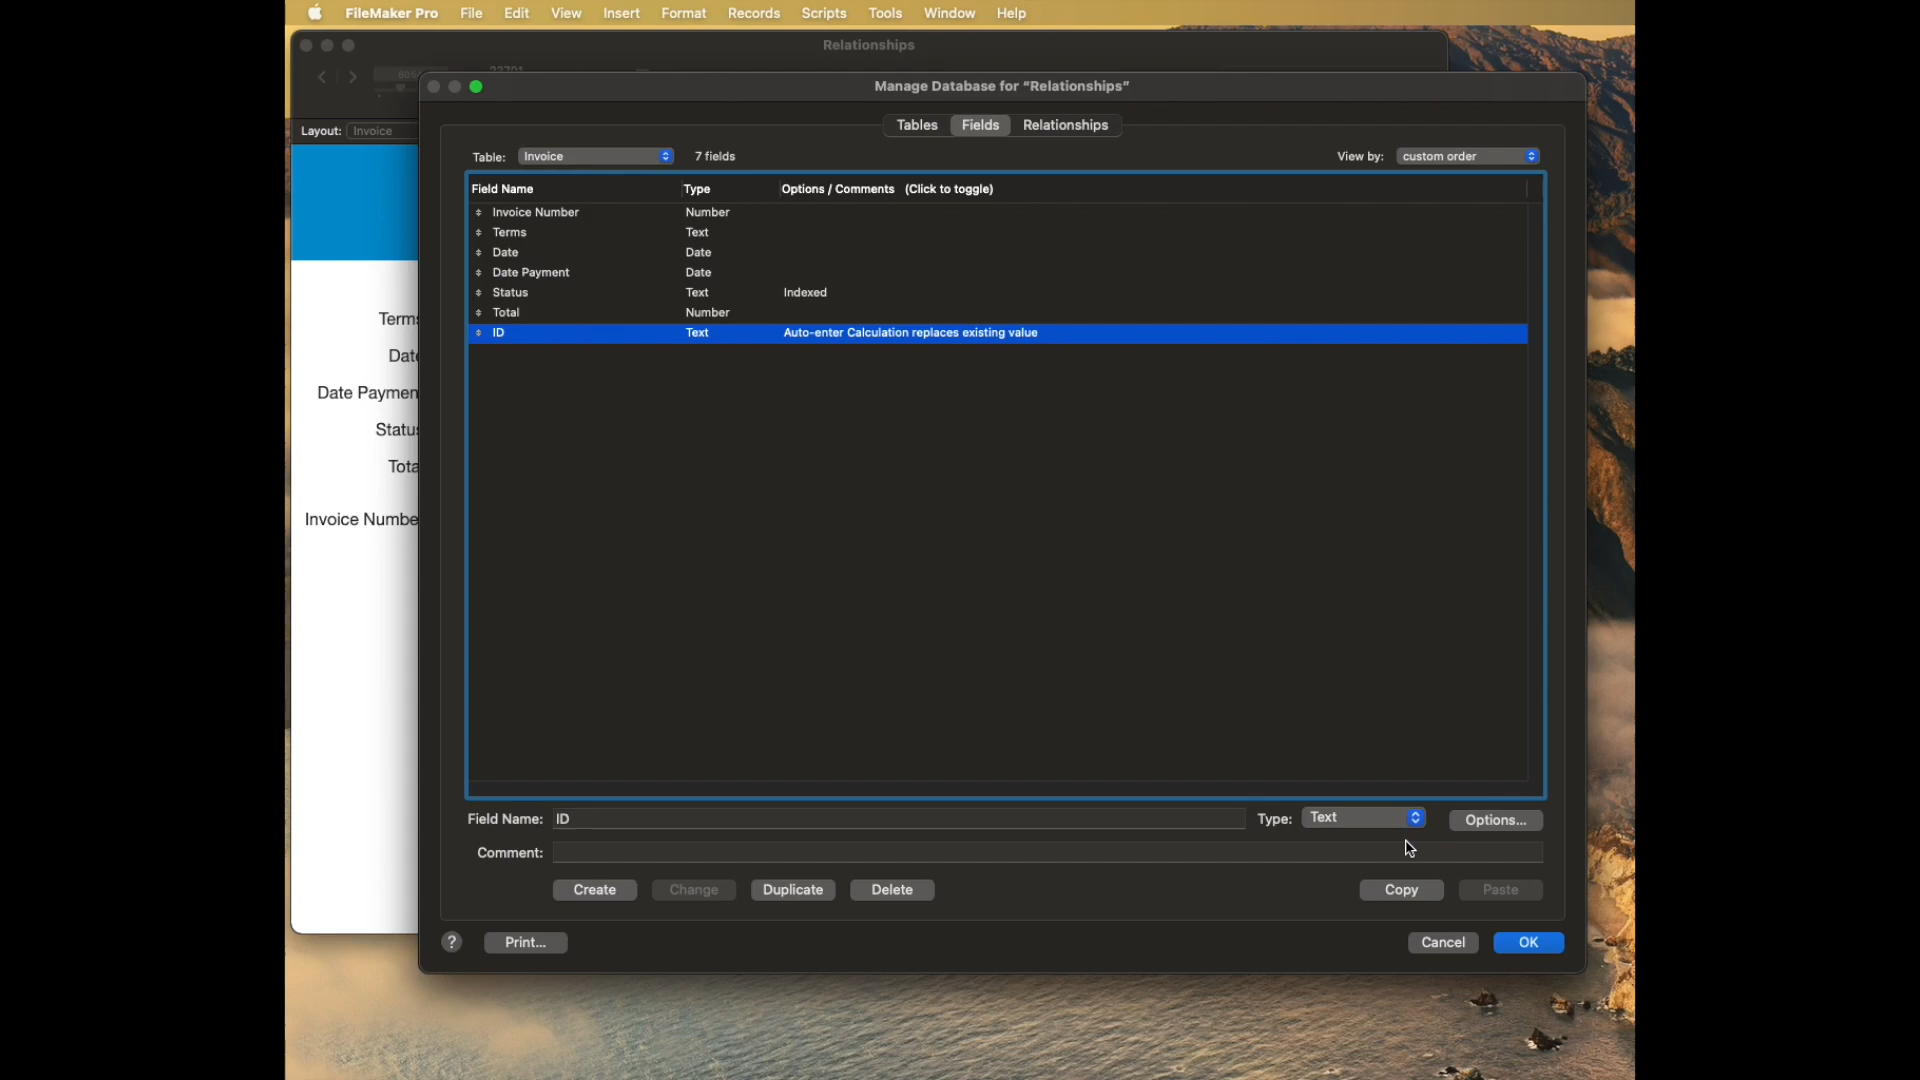 FileMaker Pro File Edit View Insert Format Records Scripts Tools Window Help
Relationships
Manage Database for “Relationships”
Layout: Invoice
Tables Fields Relationships
Table: Invoice 7 fields View by: custom order
Field Name Type Options / Comments (Click to toggle)
Invoice Number Number
Terms Text
Date Date
Date Payment Date
Status Text Indexed
Total Number
ID Text Auto-enter Calculation replaces existing value
Term
Date
Date Paymen
Status
Tota
Invoice Numbe
Field Name: ID Type: Text Options...
Comment:
Create Change Duplicate Delete Copy Paste
? Print... Cancel OK